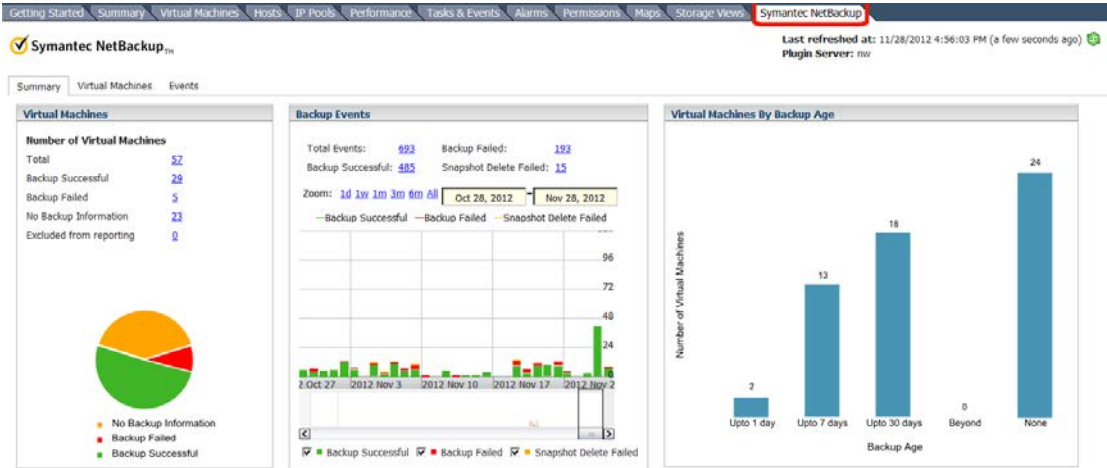 Getting Started Summary Virtual Machines Hosts IP Pools Performance Tasks & Events Alarms Permissions Maps Storage Views Symantec NetBackup
Symantec NetBackup TM
Last refreshed at: 11/28/2012 4:56:03 PM (a few seconds ago)
Plugin Server: nw
Summary Virtual Machines Events
Virtual Machines
Number of Virtual Machines
Total 57
Backup Successful 29
Backup Failed 5
No Backup Information 23
Excluded from reporting 0
No Backup Information
Backup Failed
Backup Successful
Backup Events
Total Events: 693 Backup Failed: 193
Backup Successful: 485 Snapshot Delete Failed: 15
Zoom: 1d 1w 1m 3m 6m All Oct 28, 2012 - Nov 28, 2012
Backup Successful Backup Failed Snapshot Delete Failed
96
72
48
24
0
2 Oct 27 2012 Nov 3 2012 Nov 10 2012 Nov 17 2012 Nov 2
Backup Successful Backup Failed Snapshot Delete Failed
Virtual Machines By Backup Age
Number of Virtual Machines
2
13
18
0
24
Upto 1 day Upto 7 days Upto 30 days Beyond None
Backup Age